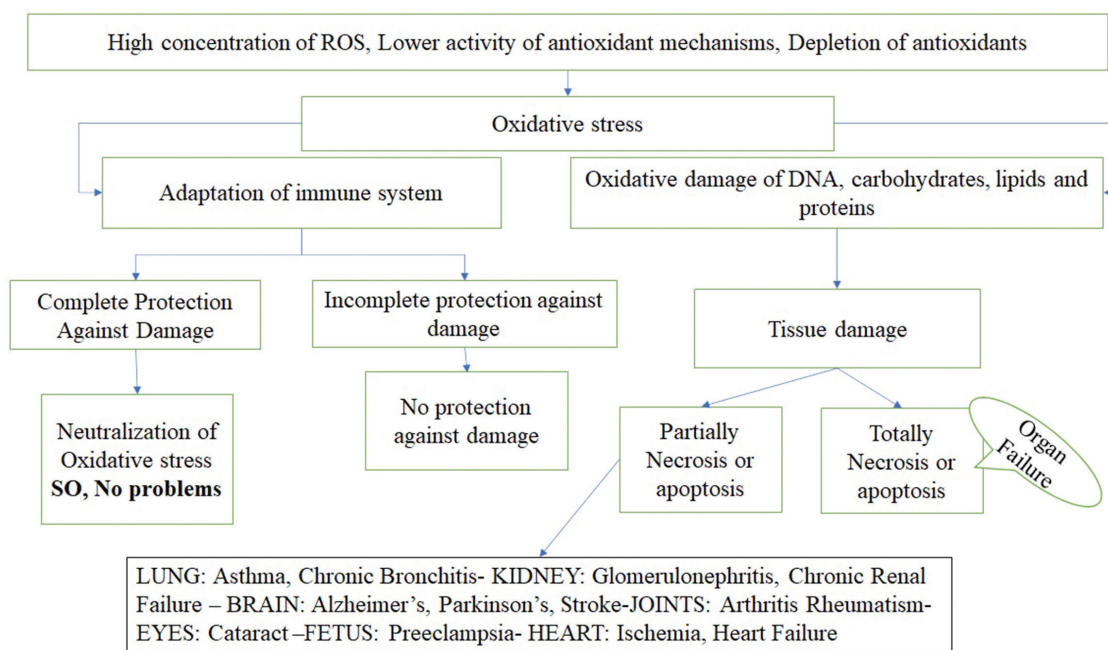 High concentration of ROS, Lower activity of antioxidant mechanisms, Depletion of antioxidants
Oxidative stress
Adaptation of immune system
Oxidative damage of DNA, carbohydrates, lipids and
proteins
Complete Protection
Against Damage
Incomplete protection against
damage
Tissue damage
Neutralization of
Oxidative stress
SO, No problems
No protection
against damage
Partially
Necrosis or
apoptosis
Totally
Necrosis or
apoptosis
Organ
Failure
LUNG: Asthma, Chronic Bronchitis- KIDNEY: Glomerulonephritis, Chronic Renal
Failure – BRAIN: Alzheimer’s, Parkinson’s, Stroke-JOINTS: Arthritis Rheumatism-
EYES: Cataract –FETUS: Preeclampsia- HEART: Ischemia, Heart Failure